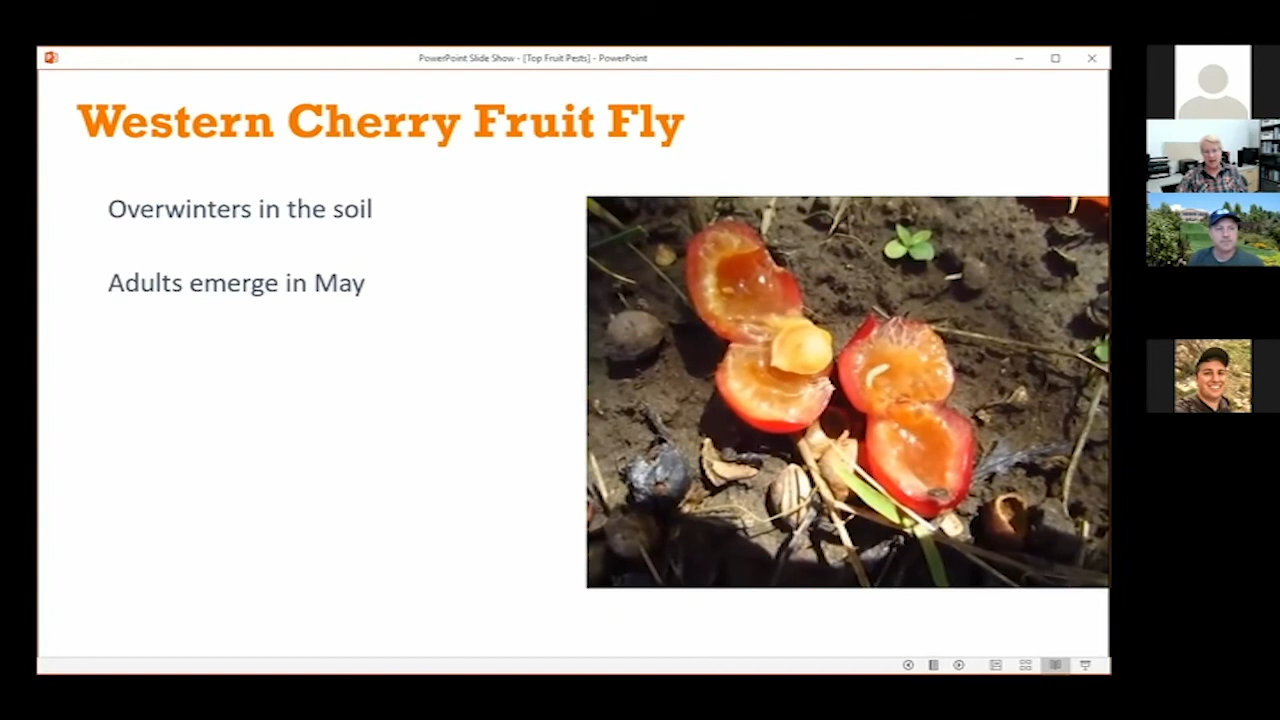 PowerPoint Slide Show - [Top Fruit Pests] - PowerPoint
Western Cherry Fruit Fly
Overwinters in the soil
Adults emerge in May